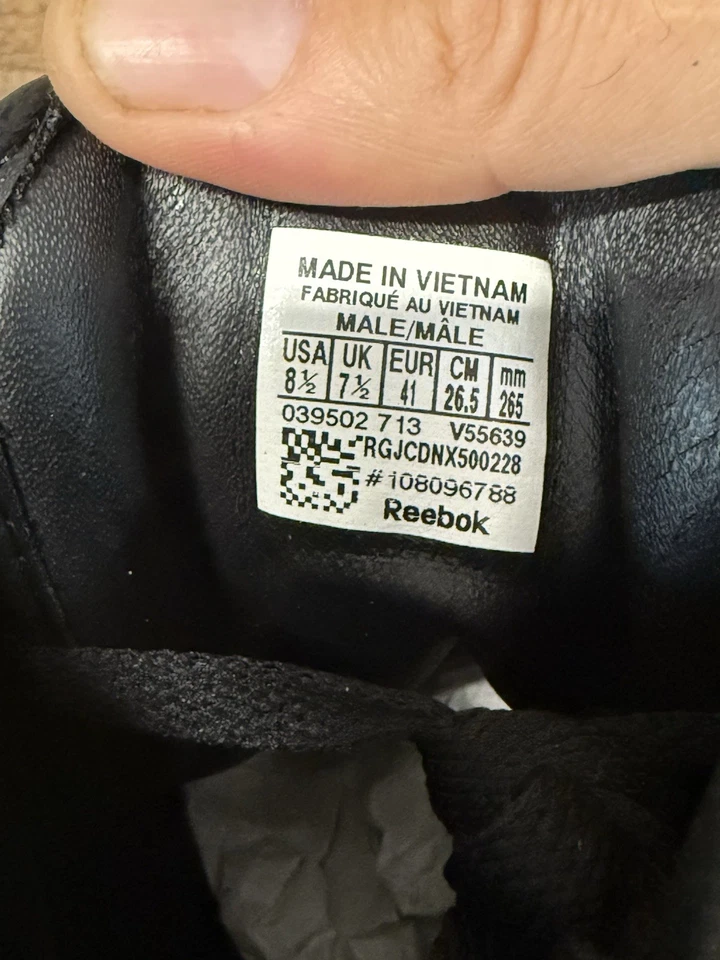 MADE IN VIETNAM
FABRIQUÉ AU VIETNAM
MALE/MÂLE
USA UK EUR CM mm
8½ 7½ 41 26.5 265
039502 713 V55639
RGJCDNX500228
#108096788
Reebok